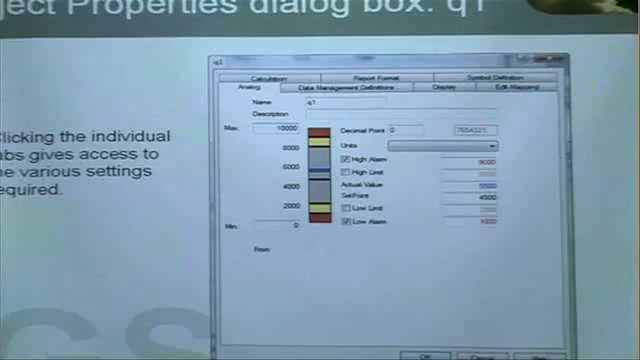 ject Properties dialog box: q1
Clicking the individual
abs gives access to
he various settings
equired.
q1
Calculation Report Format Symbol Definition
Analog Data Management Definitions Display Edit Mapping
Name q1
Description
Max. 10000 Decimal Point 0 7654321.
8000 Units
High Alarm 9000
6000 High Limit
Actual Value 5000
4000 SetPoint 4500
2000 Low Limit
Min. 0 Low Alarm 1000
From
GS
OK Cancel